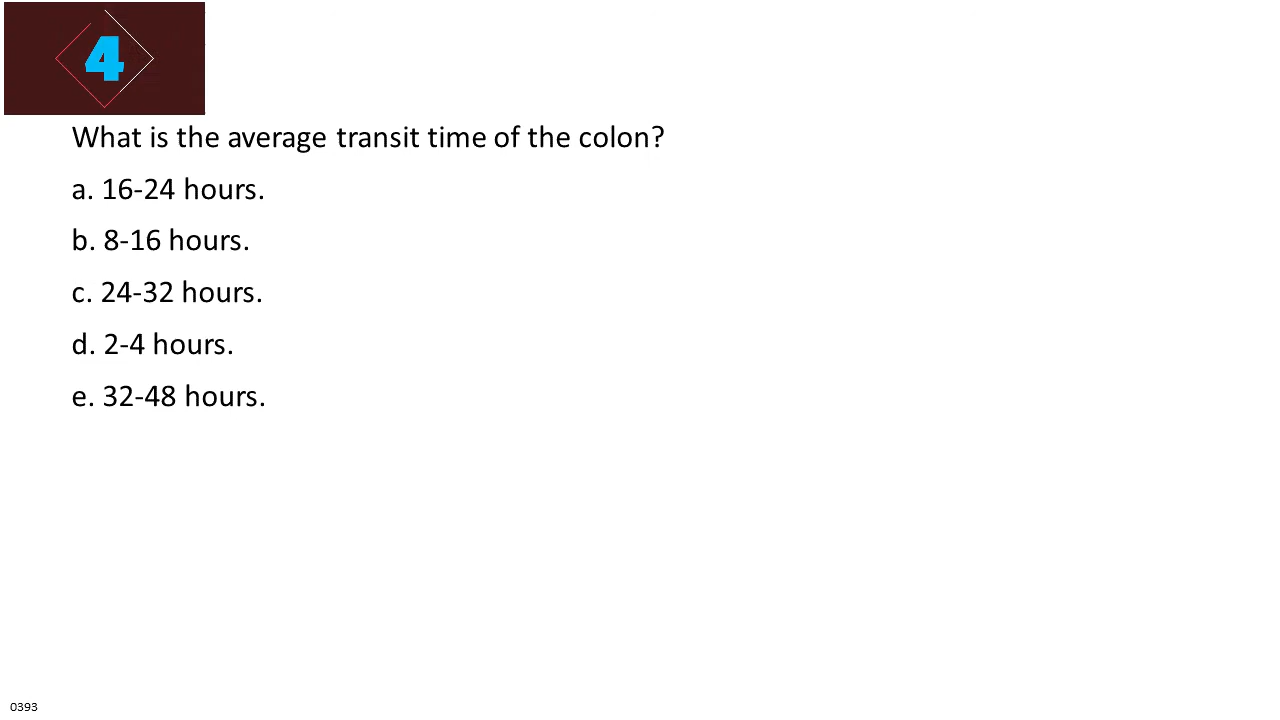 4
What is the average transit time of the colon?
a. 16-24 hours.
b. 8-16 hours.
c. 24-32 hours.
d. 2-4 hours.
e. 32-48 hours.
0393